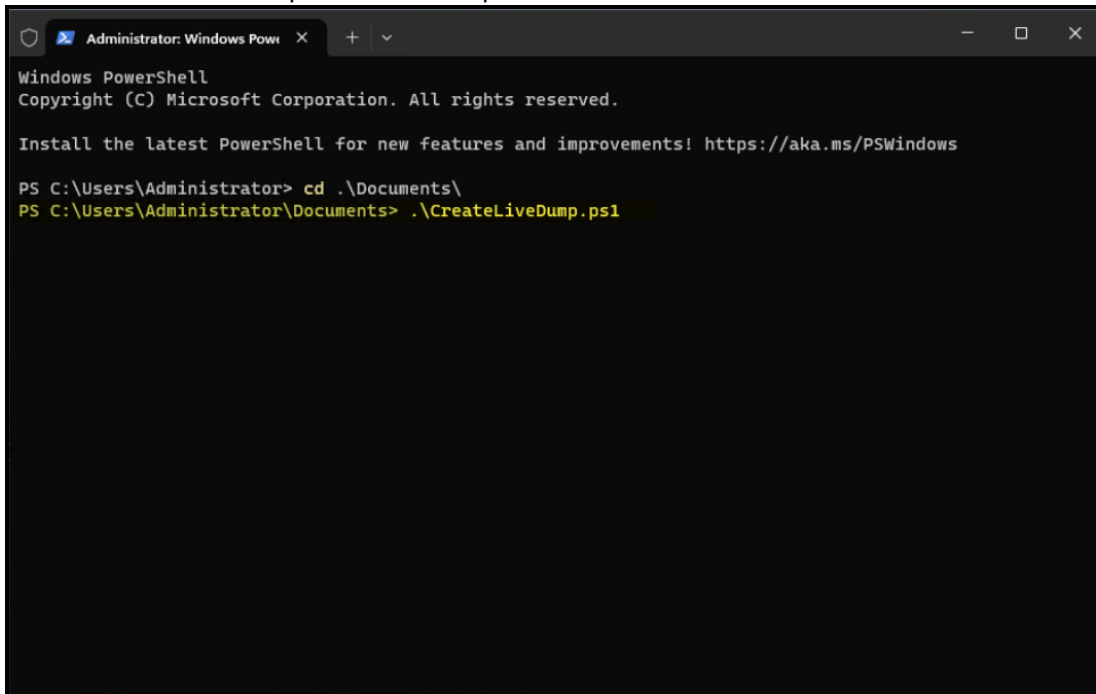 Administrator: Windows Powe
Windows PowerShell
Copyright (C) Microsoft Corporation. All rights reserved.
Install the latest PowerShell for new features and improvements! https://aka.ms/PSWindows
PS C:\Users\Administrator> cd .\Documents\
PS C:\Users\Administrator\Documents> .\CreateLiveDump.ps1